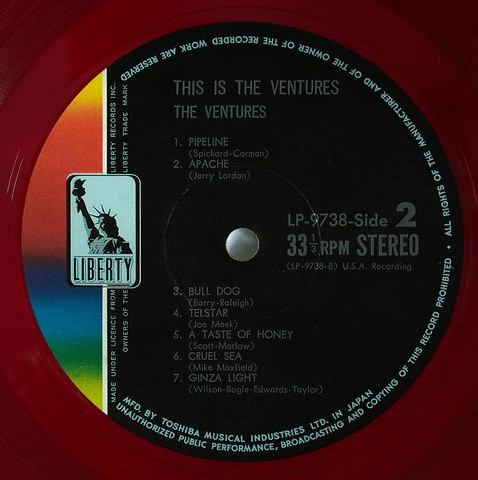 THIS IS THE VENTURES
THE VENTURES
1. PIPELINE
(Spickard-Carman)
2. APACHE
(Jerry Lordan)
LP-9738-Side 2
33 1/3 RPM STEREO
(LP-9738-B) U.S.A. Recording
3. BULL DOG
(Barry-Raleigh)
4. TELSTAR
(Joe Meek)
5. A TASTE OF HONEY
(Scott-Marlow)
6. CRUEL SEA
(Mike Maxfield)
7. GINZA LIGHT
(Wilson-Bogle-Edwards-Taylor)
LIBERTY
MADE UNDER LICENCE FROM LIBERTY RECORDS INC.
OWNERS OF THE LIBERTY TRADE MARK
MFD. BY TOSHIBA MUSICAL INDUSTRIES LTD. IN JAPAN
ALL RIGHTS OF THE MANUFACTURER AND OF THE OWNER OF THE RECORDED WORK ARE RESERVED
UNAUTHORIZED PUBLIC PERFORMANCE, BROADCASTING AND COPYING OF THIS RECORD PROHIBITED •